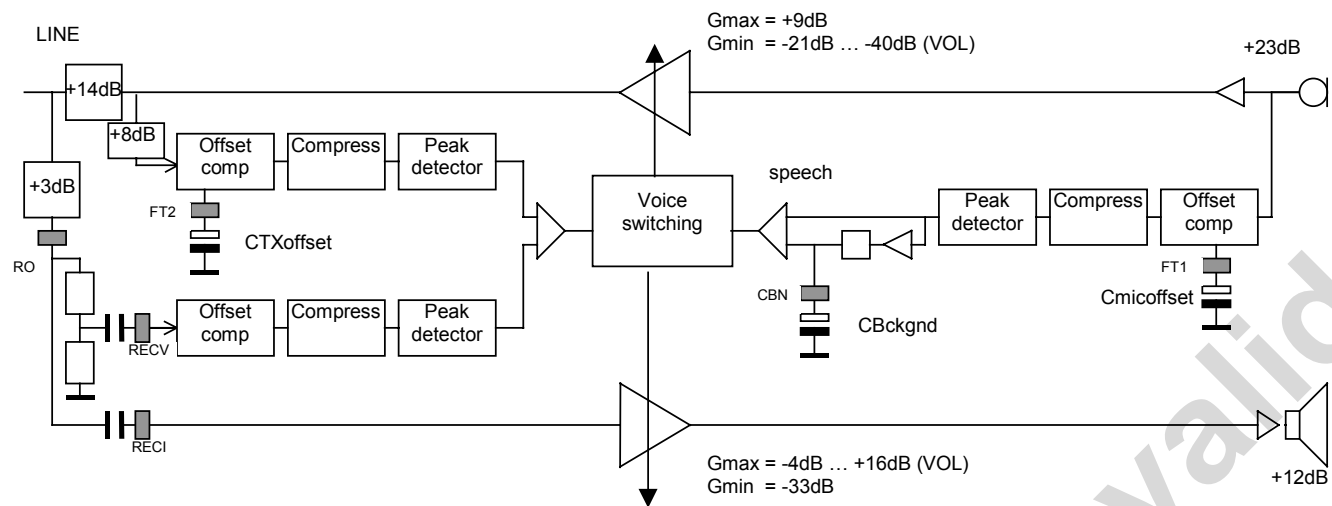 Gmax = +9dB
Gmin = -21dB … -40dB (VOL)
LINE
+23dB
+14dB
+8dB
Offset comp
Compress
Peak detector
+3dB
Voice switching
speech
Peak detector
Compress
Offset comp
FT2
CTXoffset
RO
FT1
CBN
Cmicoffset
CBckgnd
Offset comp
Compress
Peak detector
RECV
RECI
Gmax = -4dB … +16dB (VOL)
Gmin = -33dB
+12dB
valid